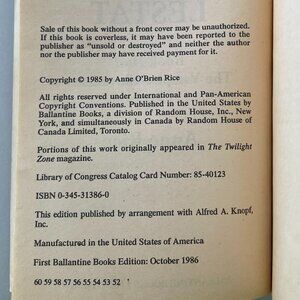 Sale of this book without a front cover may be unauthorized.
If this book is coverless, it may have been reported to the
publisher as "unsold or destroyed" and neither the author
nor the publisher may have received payment for it.
Copyright © 1985 by Anne O'Brien Rice
All rights reserved under International and Pan-American
Copyright Conventions. Published in the United States by
Ballantine Books, a division of Random House, Inc., New
York, and simultaneously in Canada by Random House of
Canada Limited, Toronto.
Portions of this work originally appeared in The Twilight
Zone magazine.
Library of Congress Catalog Card Number: 85-40123
ISBN 0-345-31386-0
This edition published by arrangement with Alfred A. Knopf,
Inc.
Manufactured in the United States of America
First Ballantine Books Edition: October 1986
60 59 58 57 56 55 54 53 52